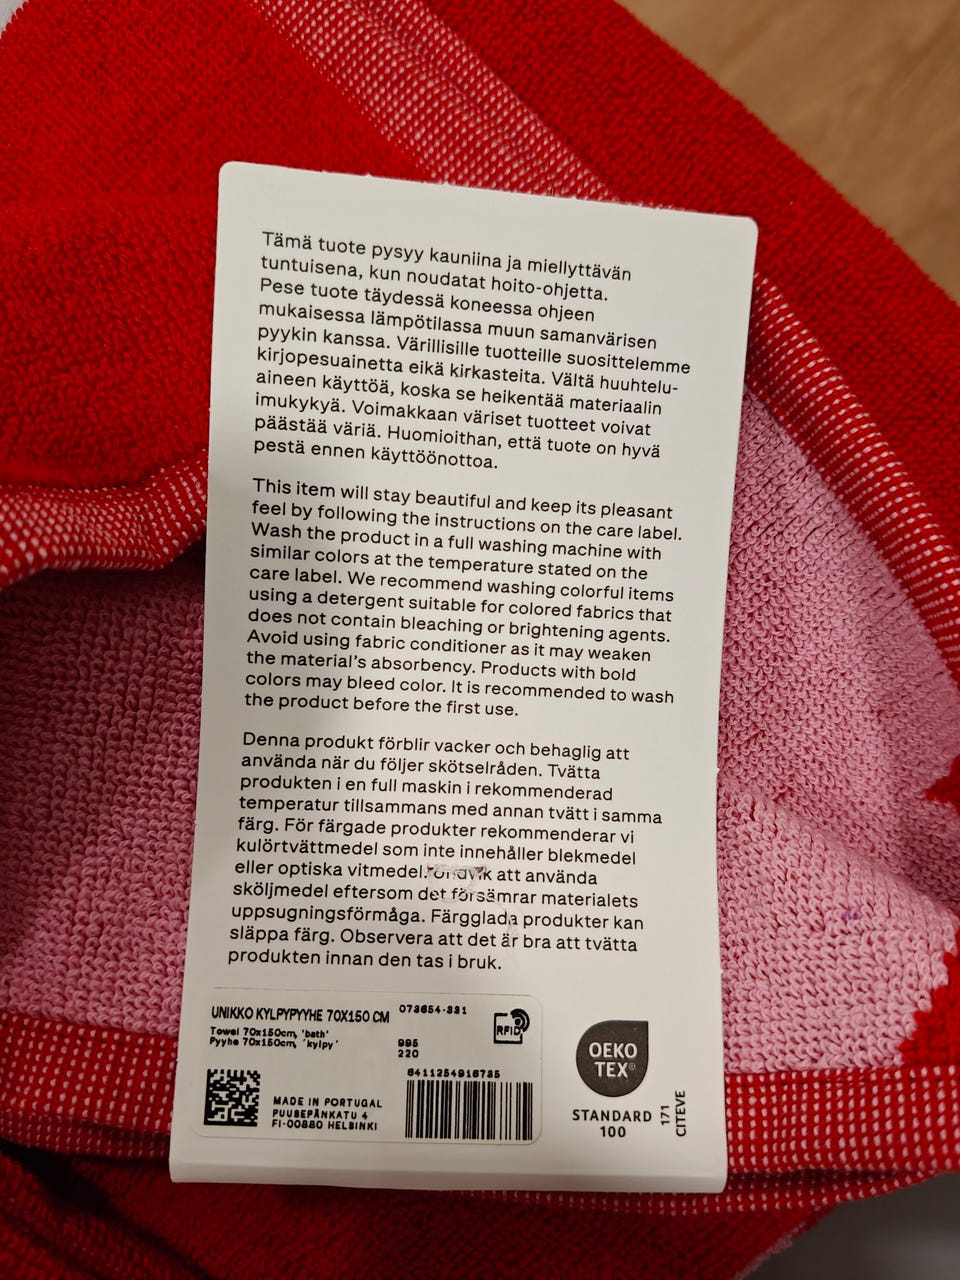 Tämä tuote pysyy kauniina ja miellyttävän
tuntuisena, kun noudatat hoito-ohjetta.
Pese tuote täydessä koneessa ohjeen
mukaisessa lämpötilassa muun samanvärisen
pyykin kanssa. Värillisille tuotteille suosittelemme
kirjopesuainetta eikä kirkasteita. Vältä huuhtelu-
aineen käyttöä, koska se heikentää materiaalin
imukykyä. Voimakkaan väriset tuotteet voivat
päästää väriä. Huomioithan, että tuote on hyvä
pestä ennen käyttöönottoa.
This item will stay beautiful and keep its pleasant
feel by following the instructions on the care label.
Wash the product in a full washing machine with
similar colors at the temperature stated on the
care label. We recommend washing colorful items
using a detergent suitable for colored fabrics that
does not contain bleaching or brightening agents.
Avoid using fabric conditioner as it may weaken
the material's absorbency. Products with bold
colors may bleed color. It is recommended to wash
the product before the first use.
Denna produkt förblir vacker och behaglig att
använda när du följer skötselråden. Tvätta
produkten i en full maskin i rekommenderad
temperatur tillsammans med annan tvätt i samma
färg. För färgade produkter rekommenderar vi
kulörtvättmedel som inte innehåller blekmedel
eller optiska vitmedel. Undvik att använda
sköljmedel eftersom det försämrar materialets
uppsugningsförmåga. Färgglada produkter kan
släppa färg. Observera att det är bra att tvätta
produkten innan den tas i bruk.
UNIKKO KYLPYPYYHE 70X150 CM 073654-331
Towel 70x150cm, 'bath'
Pyyhe 70x150cm, 'kylpy'
995
220
RFID
6411254916735
MADE IN PORTUGAL
PUUSEPÄNKATU 4
FI-00880 HELSINKI
OEKO
TEX®
STANDARD
100
171
CITEVE